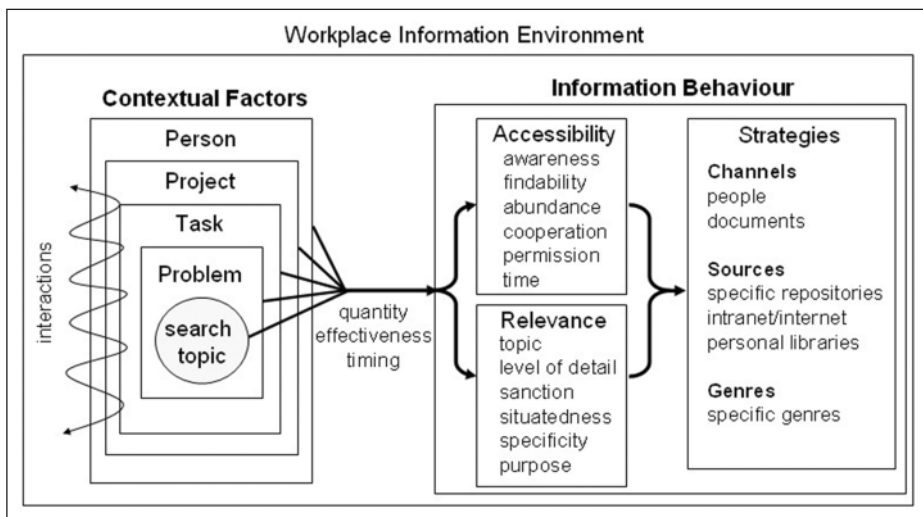 Workplace Information Environment
Contextual Factors
Person
Project
Task
Problem
search
topic
interactions
quantity
effectiveness
timing
Information Behaviour
Accessibility
awareness
findability
abundance
cooperation
permission
time
Relevance
topic
level of detail
sanction
situatedness
specificity
purpose
Strategies
Channels
people
documents
Sources
specific repositories
intranet/internet
personal libraries
Genres
specific genres